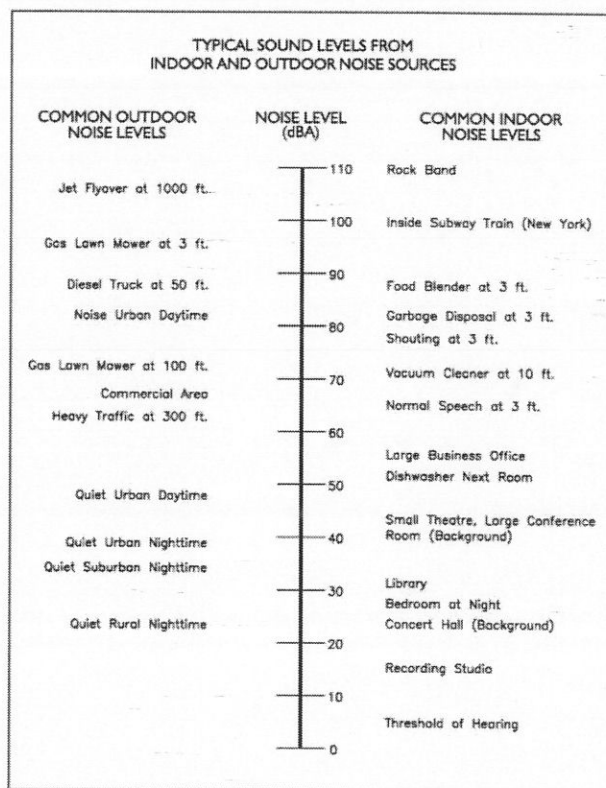 TYPICAL SOUND LEVELS FROM
INDOOR AND OUTDOOR NOISE SOURCES
COMMON OUTDOOR
NOISE LEVELS
NOISE LEVEL
(dBA)
COMMON INDOOR
NOISE LEVELS
110
Rock Band
Jet Flyover at 1000 ft.
100
Inside Subway Train (New York)
Gas Lawn Mower at 3 ft.
90
Diesel Truck at 50 ft.
Food Blender at 3 ft.
Noise Urban Daytime
Garbage Disposal at 3 ft.
80
Shouting at 3 ft.
Gas Lawn Mower at 100 ft.
Vacuum Cleaner at 10 ft.
70
Commercial Area
Normal Speech at 3 ft.
Heavy Traffic at 300 ft.
60
Large Business Office
Dishwasher Next Room
50
Quiet Urban Daytime
Small Theatre, Large Conference
Room (Background)
40
Quiet Urban Nighttime
Quiet Suburban Nighttime
30
Library
Bedroom at Night
Quiet Rural Nighttime
Concert Hall (Background)
20
Recording Studio
10
Threshold of Hearing
0